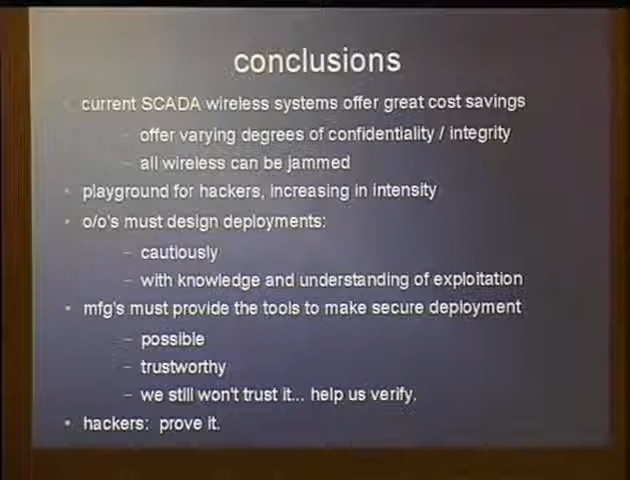 conclusions
current SCADA wireless systems offer great cost savings
offer varying degrees of confidentiality / integrity
all wireless can be jammed
playground for hackers, increasing in intensity
o/o's must design deployments:
cautiously
with knowledge and understanding of exploitation
mfg's must provide the tools to make secure deployment
possible
trustworthy
we still won't trust it... help us verify.
hackers: prove it.